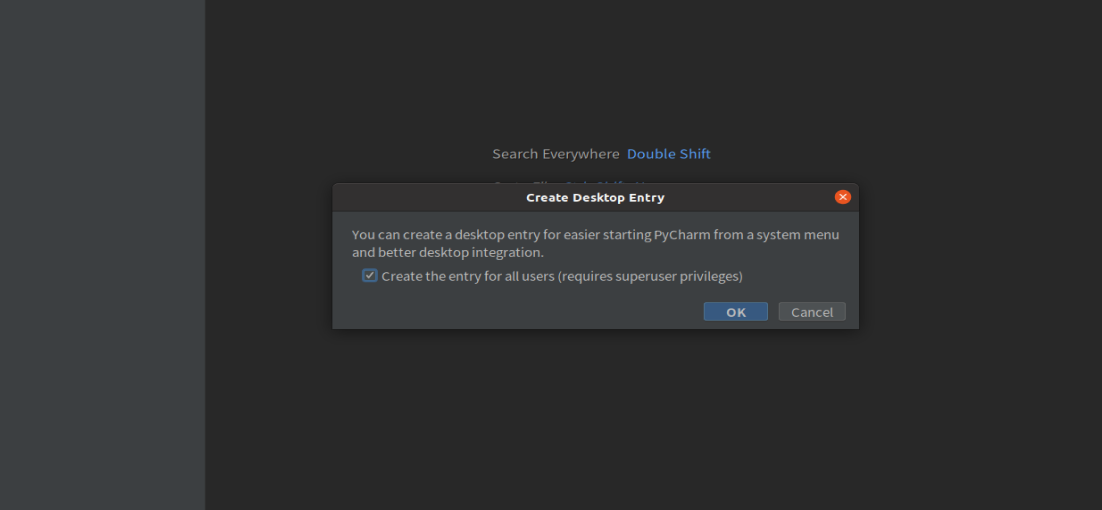 Search Everywhere Double Shift
Create Desktop Entry
You can create a desktop entry for easier starting PyCharm from a system menu
and better desktop integration.
Create the entry for all users (requires superuser privileges)
OK Cancel